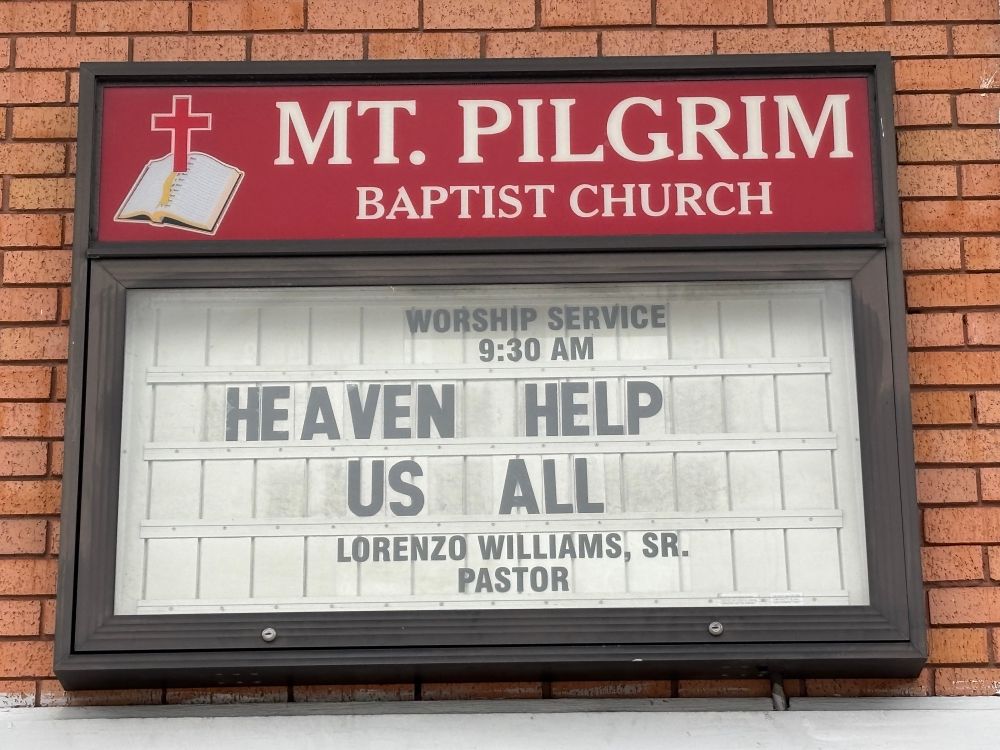 MT. PILGRIM
BAPTIST CHURCH
WORSHIP SERVICE
9:30 AM
HEAVEN HELP
US ALL
LORENZO WILLIAMS, SR.
PASTOR